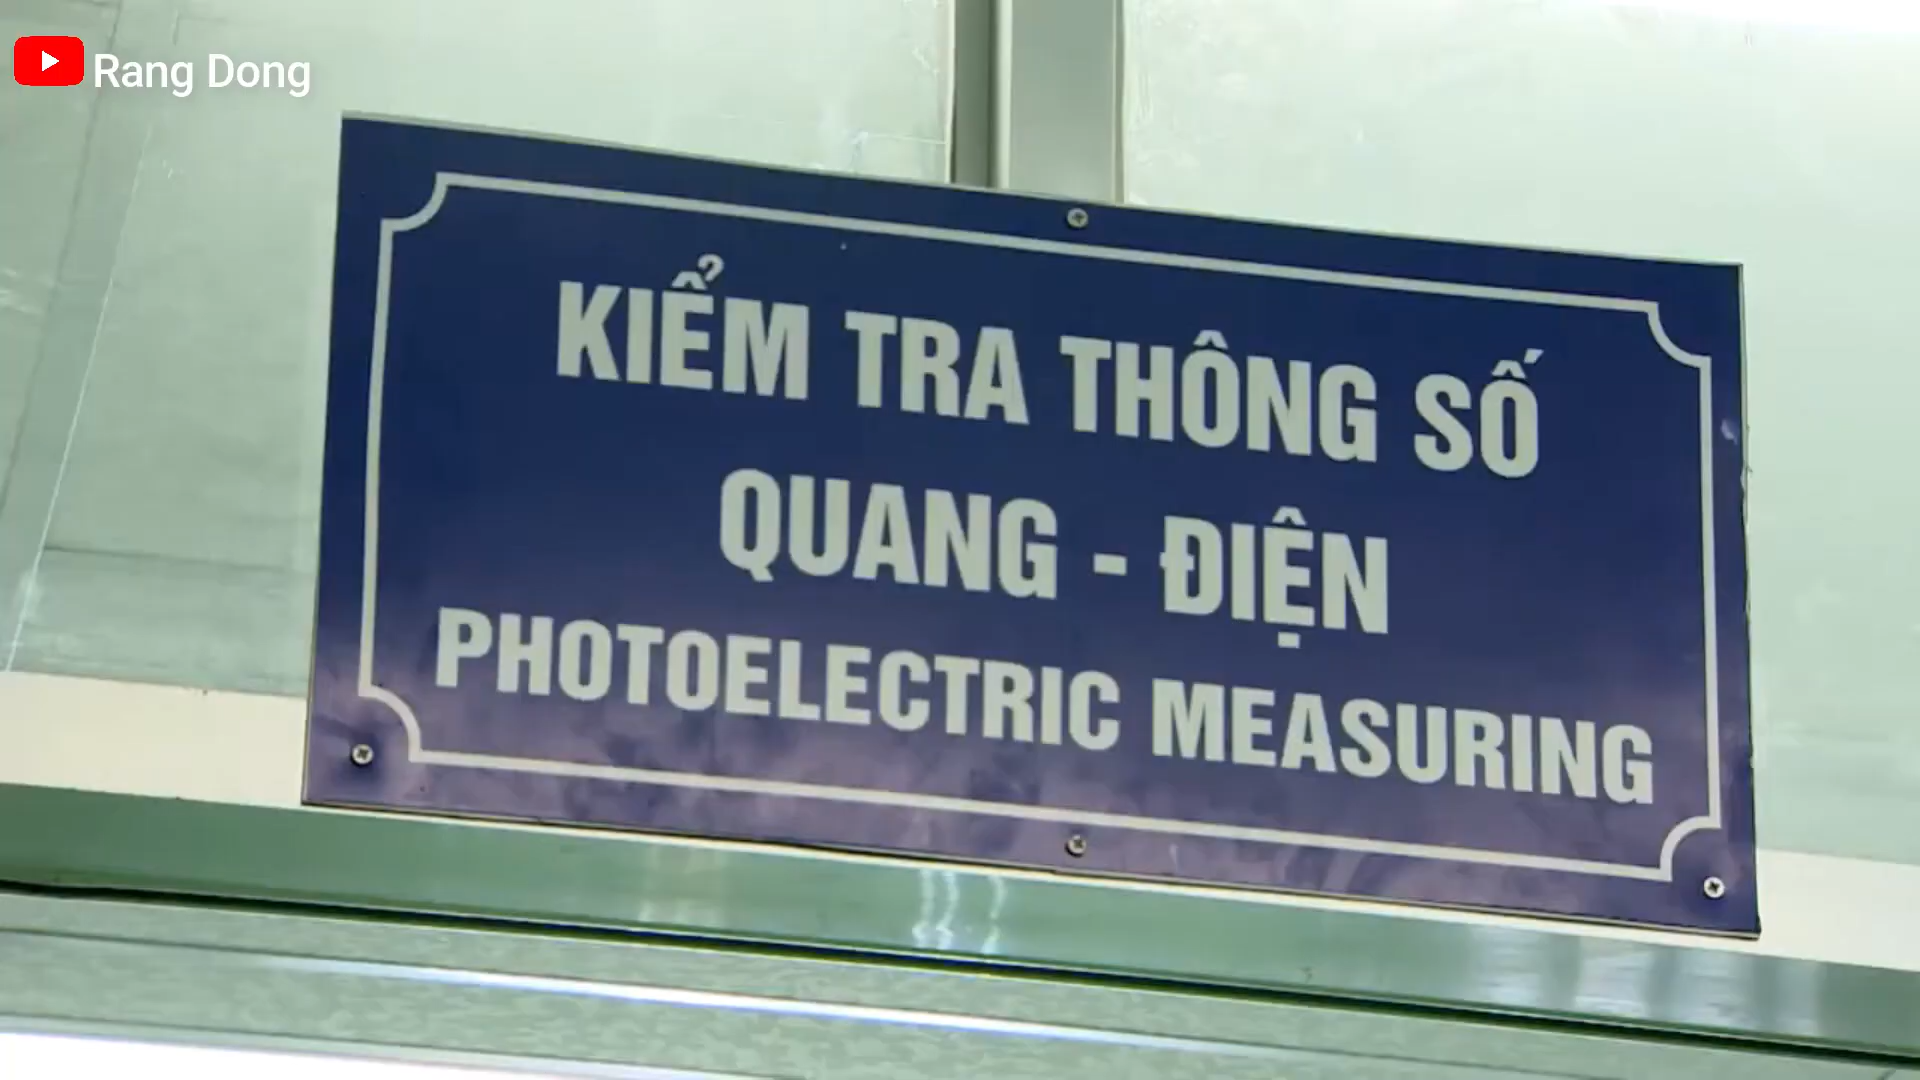 Rang Dong
KIỂM TRA THÔNG SỐ
QUANG - ĐIỆN
PHOTOELECTRIC MEASURING